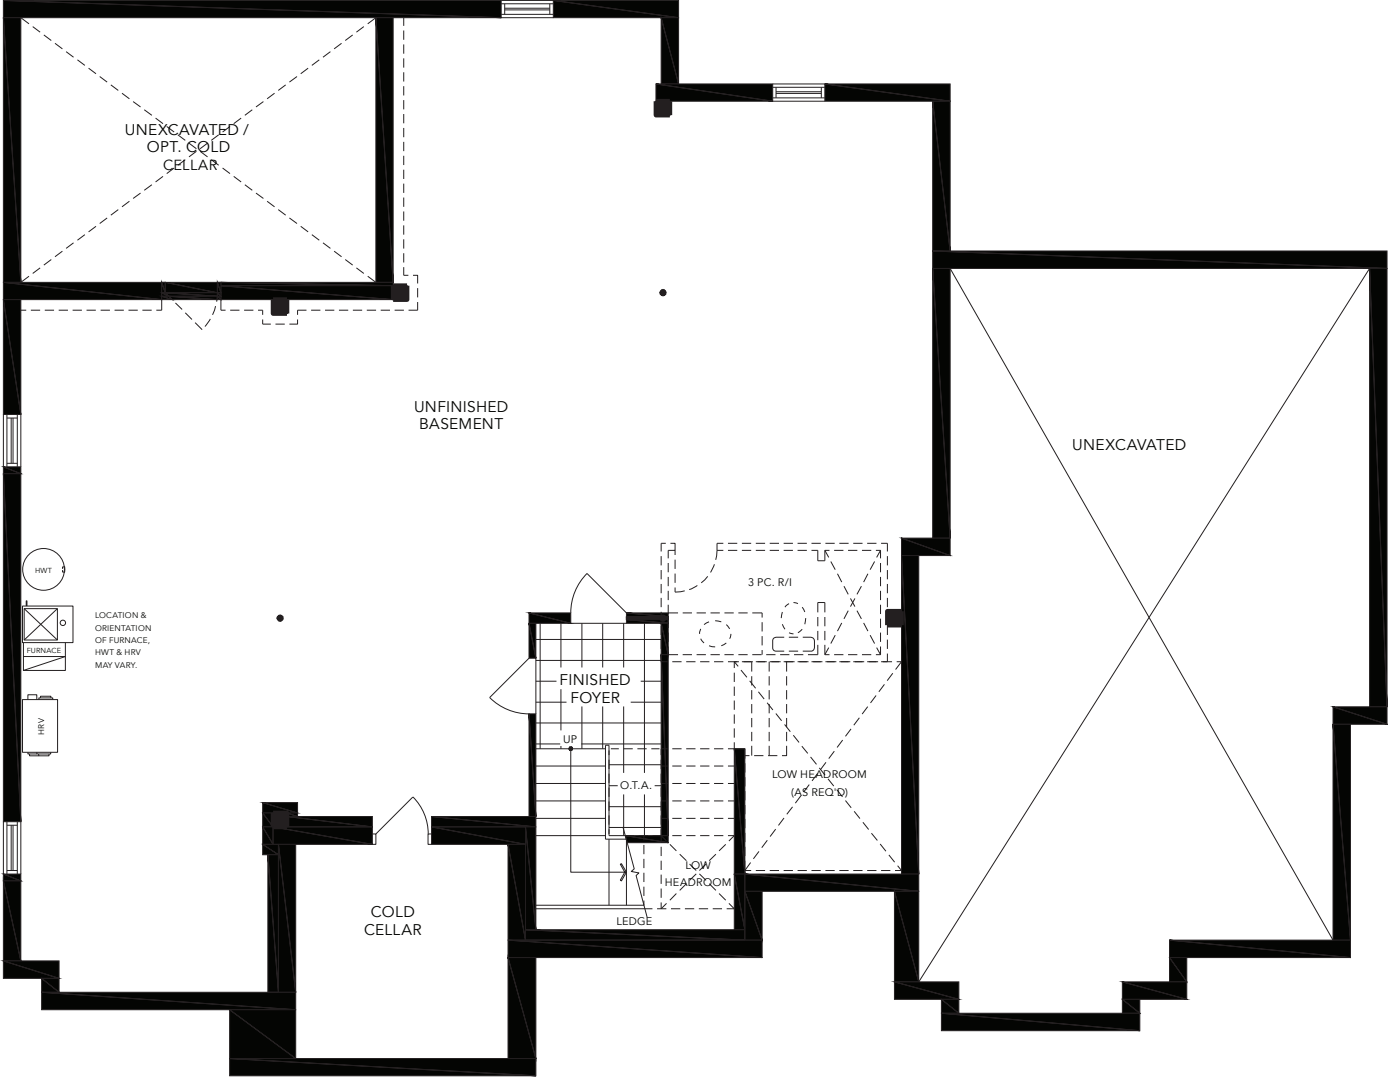 UNEXCAVATED /
OPT. COLD
CELLAR
UNFINISHED
BASEMENT
UNEXCAVATED
HWT
FURNACE
LOCATION &
ORIENTATION
OF FURNACE,
HWT & HRV
MAY VARY.
HRV
3 PC. R/I
FINISHED
FOYER
UP
O.T.A.
LOW HEADROOM
(AS REQ'D)
LOW
HEADROOM
LEDGE
COLD
CELLAR